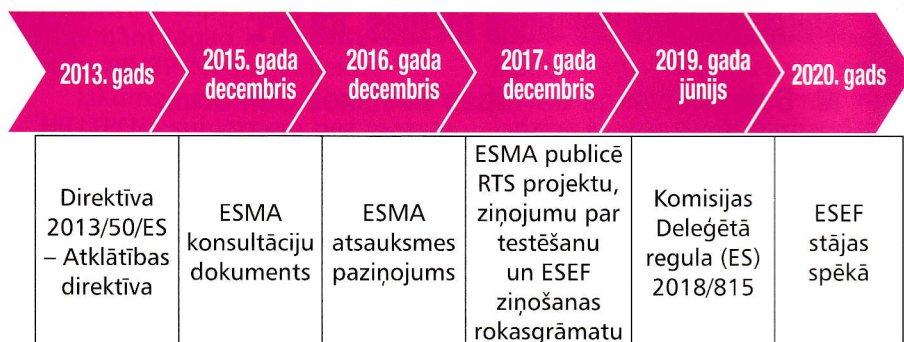 2013. gads
2015. gada
decembris
2016. gada
decembris
2017. gada
decembris
2019. gada
jūnijs
2020. gads
Direktīva
2013/50/ES
– Atklātības
direktīva
ESMA
konsultāciju
dokuments
ESMA
atsauksmes
paziņojums
ESMA publicē
RTS projektu,
ziņojumu par
testēšanu
un ESEF
ziņošanas
rokasgrāmatu
Komisijas
Deleģētā
regula (ES)
2018/815
ESEF
stājas
spēkā